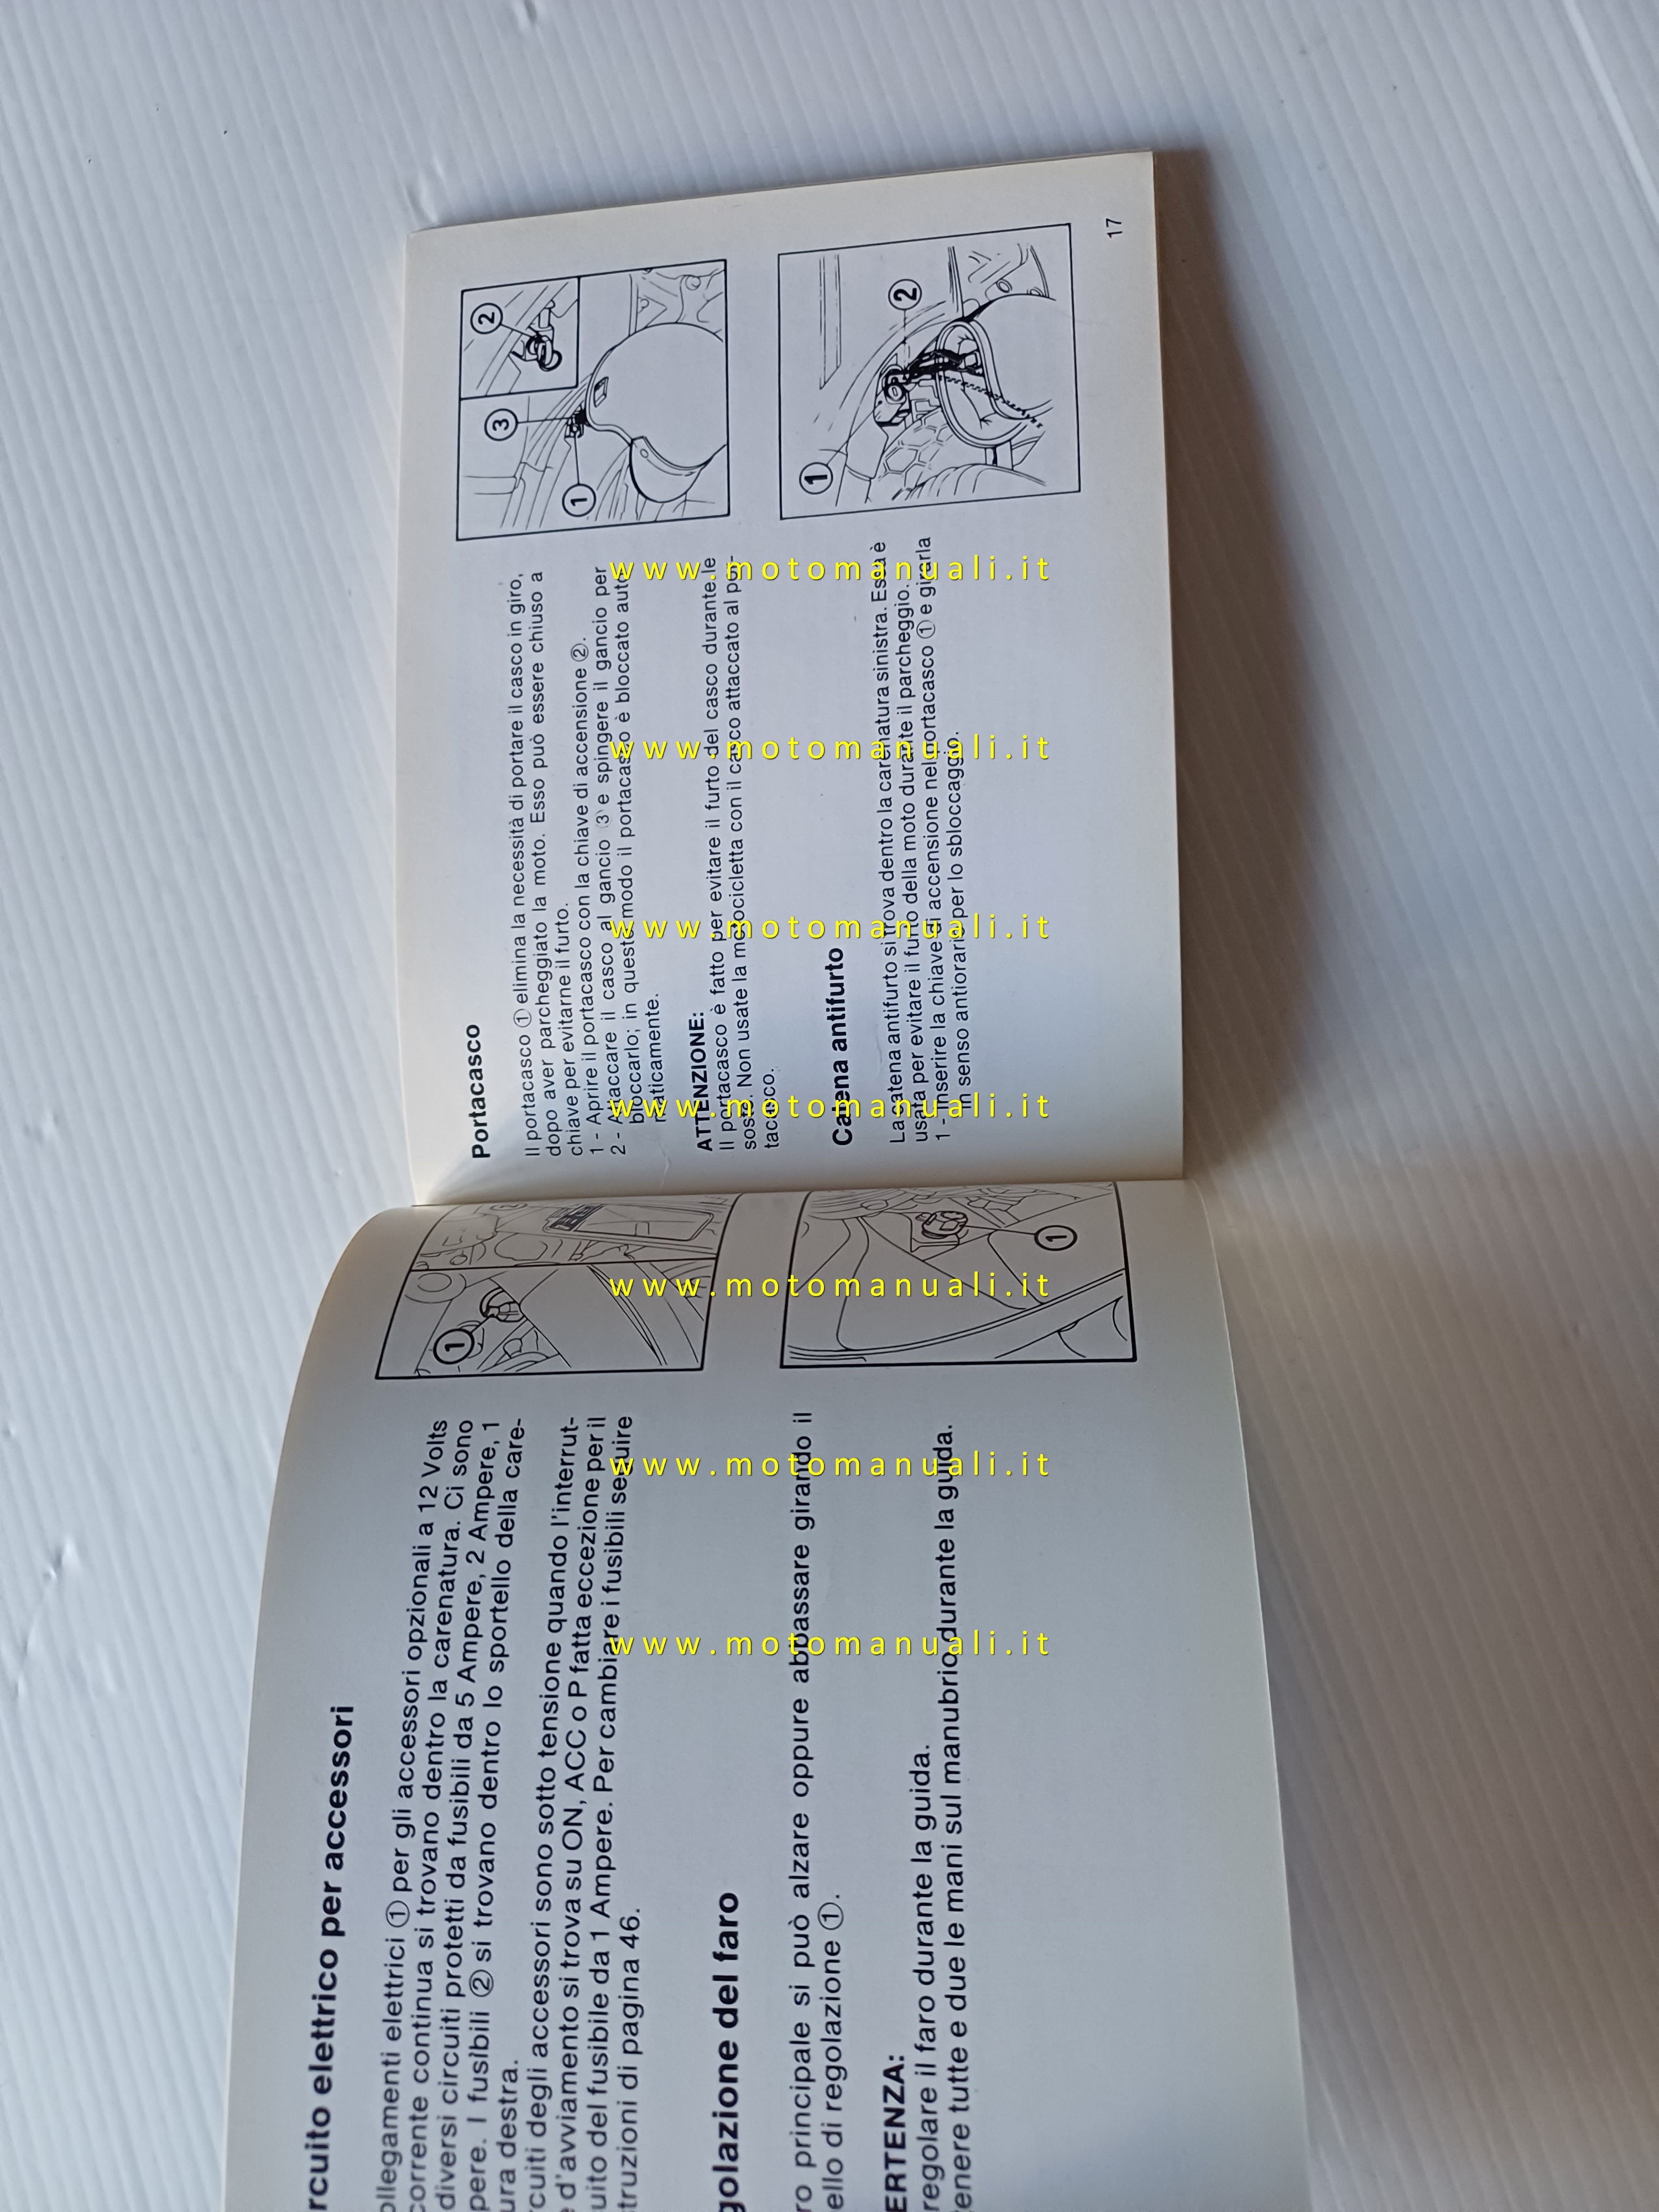 rcuito elettrico per accessori
ollegamenti elettrici ① per gli accessori opzionali a 12 Volts
corrente continua si trovano dentro la carenatura. Ci sono
diversi circuiti protetti da fusibili da 5 Ampere, 2 Ampere, 1
pere. I fusibili ② si trovano dentro lo sportello della care-
ura destra.
rcuiti degli accessori sono sotto tensione quando l'interrut-
e d'avviamento si trova su ON, ACC o P fatta eccezione per il
uito del fusibile da 1 Ampere. Per cambiare i fusibili seguire
truzioni di pagina 46.
1
golazione del faro
ro principale si può alzare oppure abbassare girando il
ello di regolazione ①.
ERTENZA:
regolare il faro durante la guida.
enere tutte e due le mani sul manubrio durante la guida.
1
Portacasco
Il portacasco ① elimina la necessità di portare il casco in giro,
dopo aver parcheggiato la moto. Esso può essere chiuso a
chiave per evitarne il furto.
1 - Aprire il portacasco con la chiave di accensione ②.
2 - Attaccare il casco al gancio ③ e spingere il gancio per
bloccarlo; in questo modo il portacasco è bloccato auto-
maticamente.
ATTENZIONE:
Il portacasco è fatto per evitare il furto del casco durante le
soste. Non usate la motocicletta con il casco attaccato al por-
tacasco.
1
3
2
Catena antifurto
La catena antifurto si trova dentro la carenatura sinistra. Essa è
usata per evitare il furto della moto durante il parcheggio.
1 - Inserire la chiave di accensione nel portacasco ① e girarla
in senso antiorario per lo sbloccaggio.
1
2
17
www.motomanuali.it
www.motomanuali.it
www.motomanuali.it
www.motomanuali.it
www.motomanuali.it
www.motomanuali.it
www.motomanuali.it